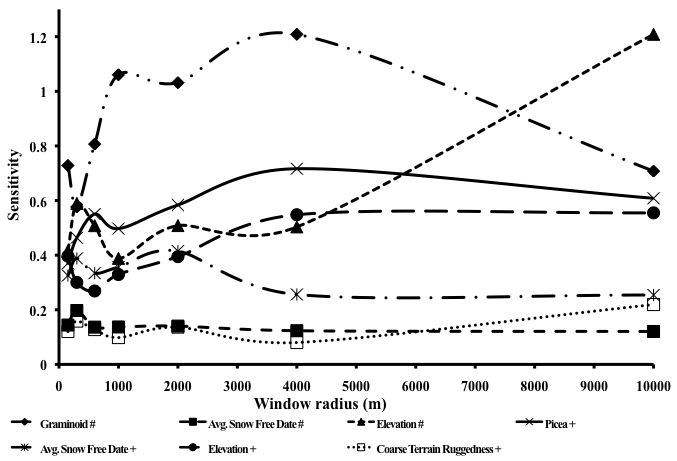 1.2
1
0.8
0.6
0.4
0.2
0
Sensitivity
0 1000 2000 3000 4000 5000 6000 7000 8000 9000 10000
Window radius (m)
Graminoid # Avg. Snow Free Date # Elevation # Picea +
Avg. Snow Free Date + Elevation + Coarse Terrain Ruggedness +